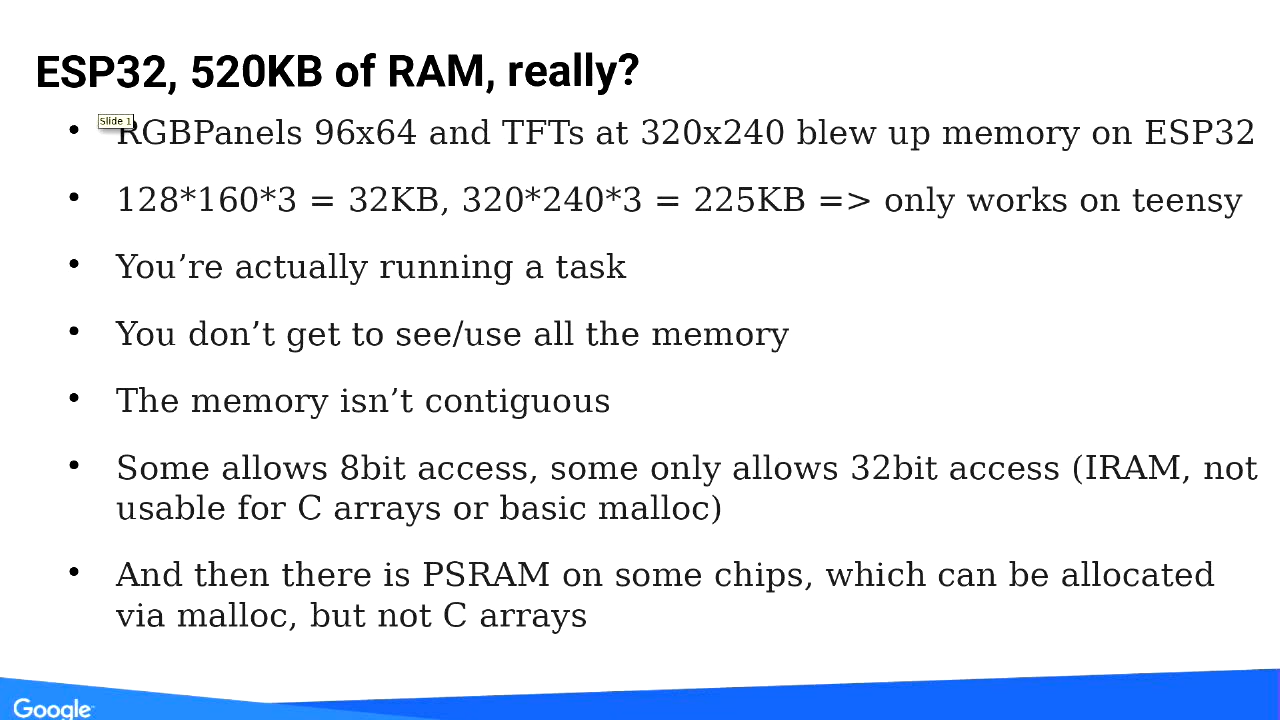 ESP32, 520KB of RAM, really?
Slide 1
• RGBPanels 96x64 and TFTs at 320x240 blew up memory on ESP32
• 128*160*3 = 32KB, 320*240*3 = 225KB => only works on teensy
• You’re actually running a task
• You don’t get to see/use all the memory
• The memory isn’t contiguous
• Some allows 8bit access, some only allows 32bit access (IRAM, not
usable for C arrays or basic malloc)
• And then there is PSRAM on some chips, which can be allocated
via malloc, but not C arrays
Google